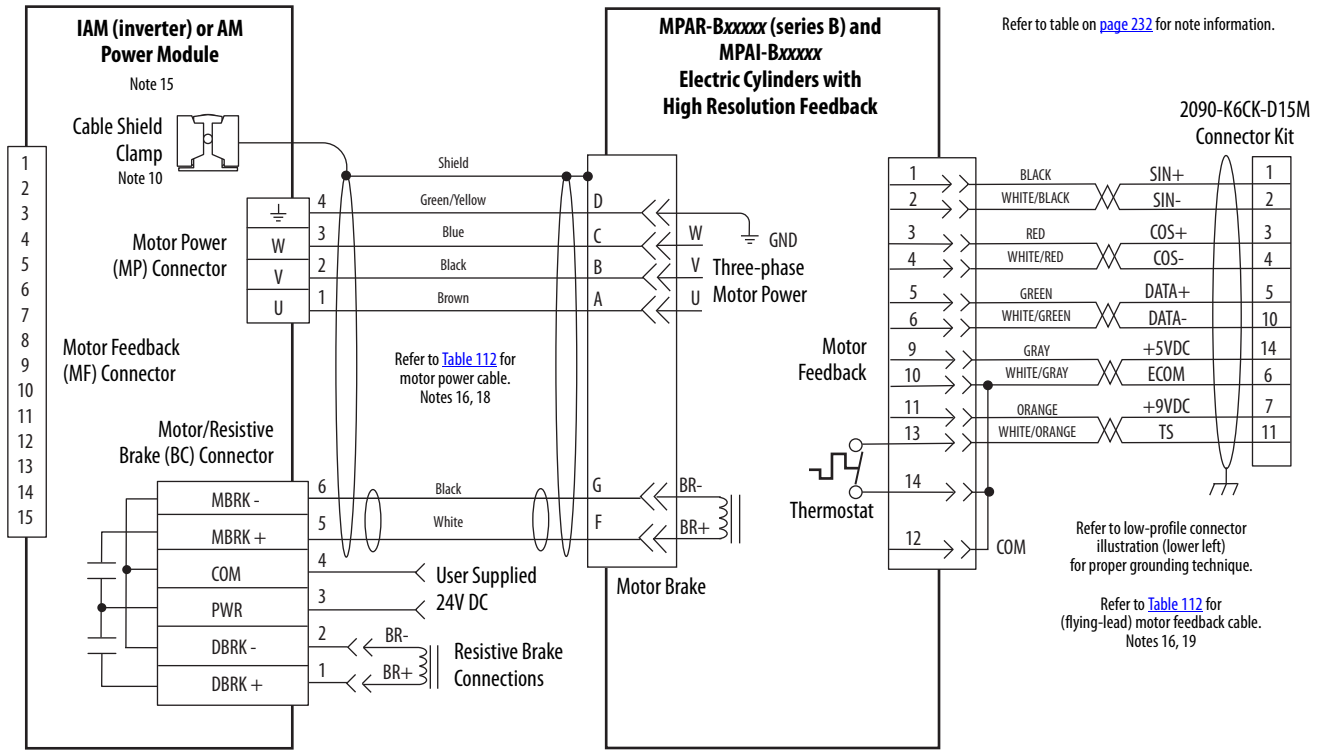 IAM (inverter) or AM
Power Module
Note 15
Cable Shield
Clamp
Note 10
1
2
3
4
5
6
7
8
9
10
11
12
13
14
15
Motor Power
(MP) Connector
W
V
U
4
3
2
1
Motor Feedback
(MF) Connector
Motor/Resistive
Brake (BC) Connector
MBRK -
MBRK +
COM
PWR
DBRK -
DBRK +
6
5
4
3
2
1
Shield
Green/Yellow
Blue
Black
Brown
Refer to Table 112 for
motor power cable.
Notes 16, 18
Black
White
User Supplied
24V DC
BR-
BR+
Resistive Brake
Connections
MPAR-Bxxxxx (series B) and
MPAI-Bxxxxx
Electric Cylinders with
High Resolution Feedback
D
C
B
A
W
V
U
GND
Three-phase
Motor Power
G
F
BR-
BR+
Motor Brake
Motor
Feedback
Thermostat
1
2
3
4
5
6
9
10
11
13
14
12
COM
Refer to table on page 232 for note information.
2090-K6CK-D15M
Connector Kit
BLACK SIN+ 1
WHITE/BLACK SIN- 2
RED COS+ 3
WHITE/RED COS- 4
GREEN DATA+ 5
WHITE/GREEN DATA- 10
GRAY +5VDC 14
WHITE/GRAY ECOM 6
ORANGE +9VDC 7
WHITE/ORANGE TS 11
Refer to low-profile connector
illustration (lower left)
for proper grounding technique.
Refer to Table 112 for
(flying-lead) motor feedback cable.
Notes 16, 19